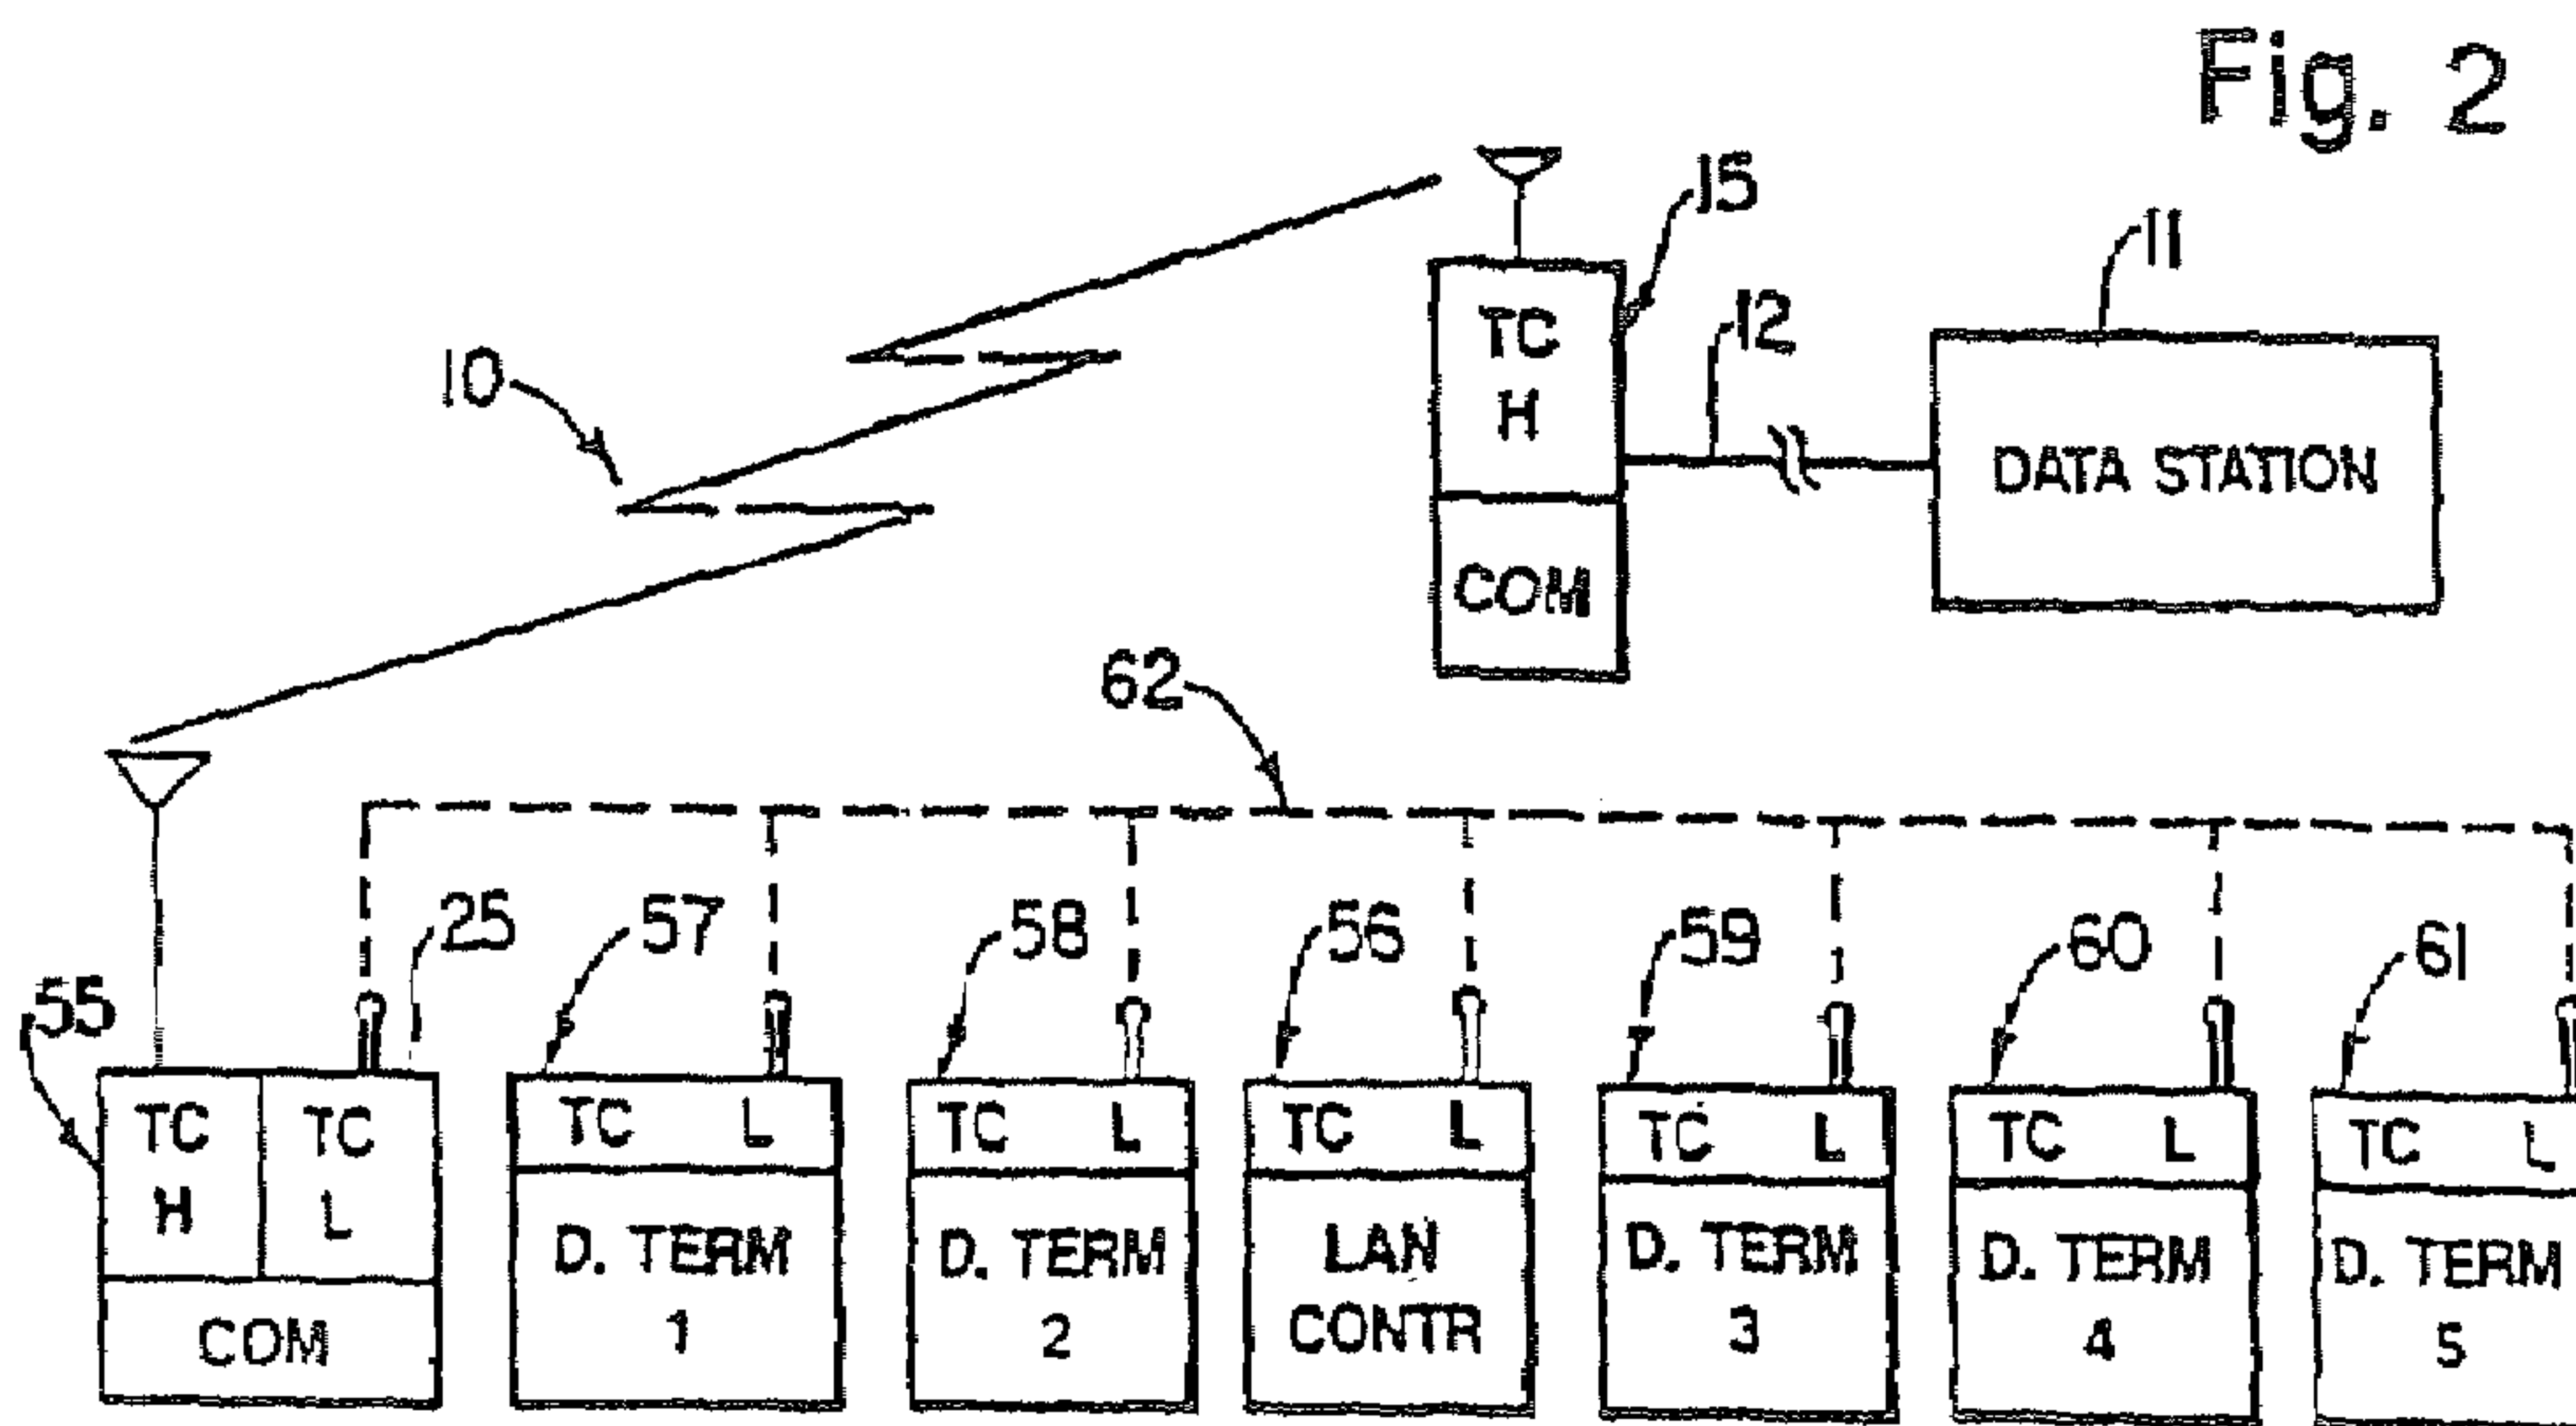 Fig. 2
15
11
12
10
TC
H
COM
DATA STATION
62
55
25
57
58
56
59
60
61
TC
H
TC
L
COM
TC L
D. TERM
1
TC L
D. TERM
2
TC L
LAN
CONTR
TC L
D. TERM
3
TC L
D. TERM
4
TC L
D. TERM
5